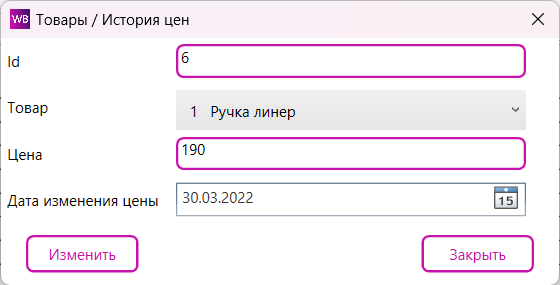 WB Товары / История цен
Id 6
Товар 1 Ручка линер
Цена 190
Дата изменения цены 30.03.2022 15
Изменить Закрыть